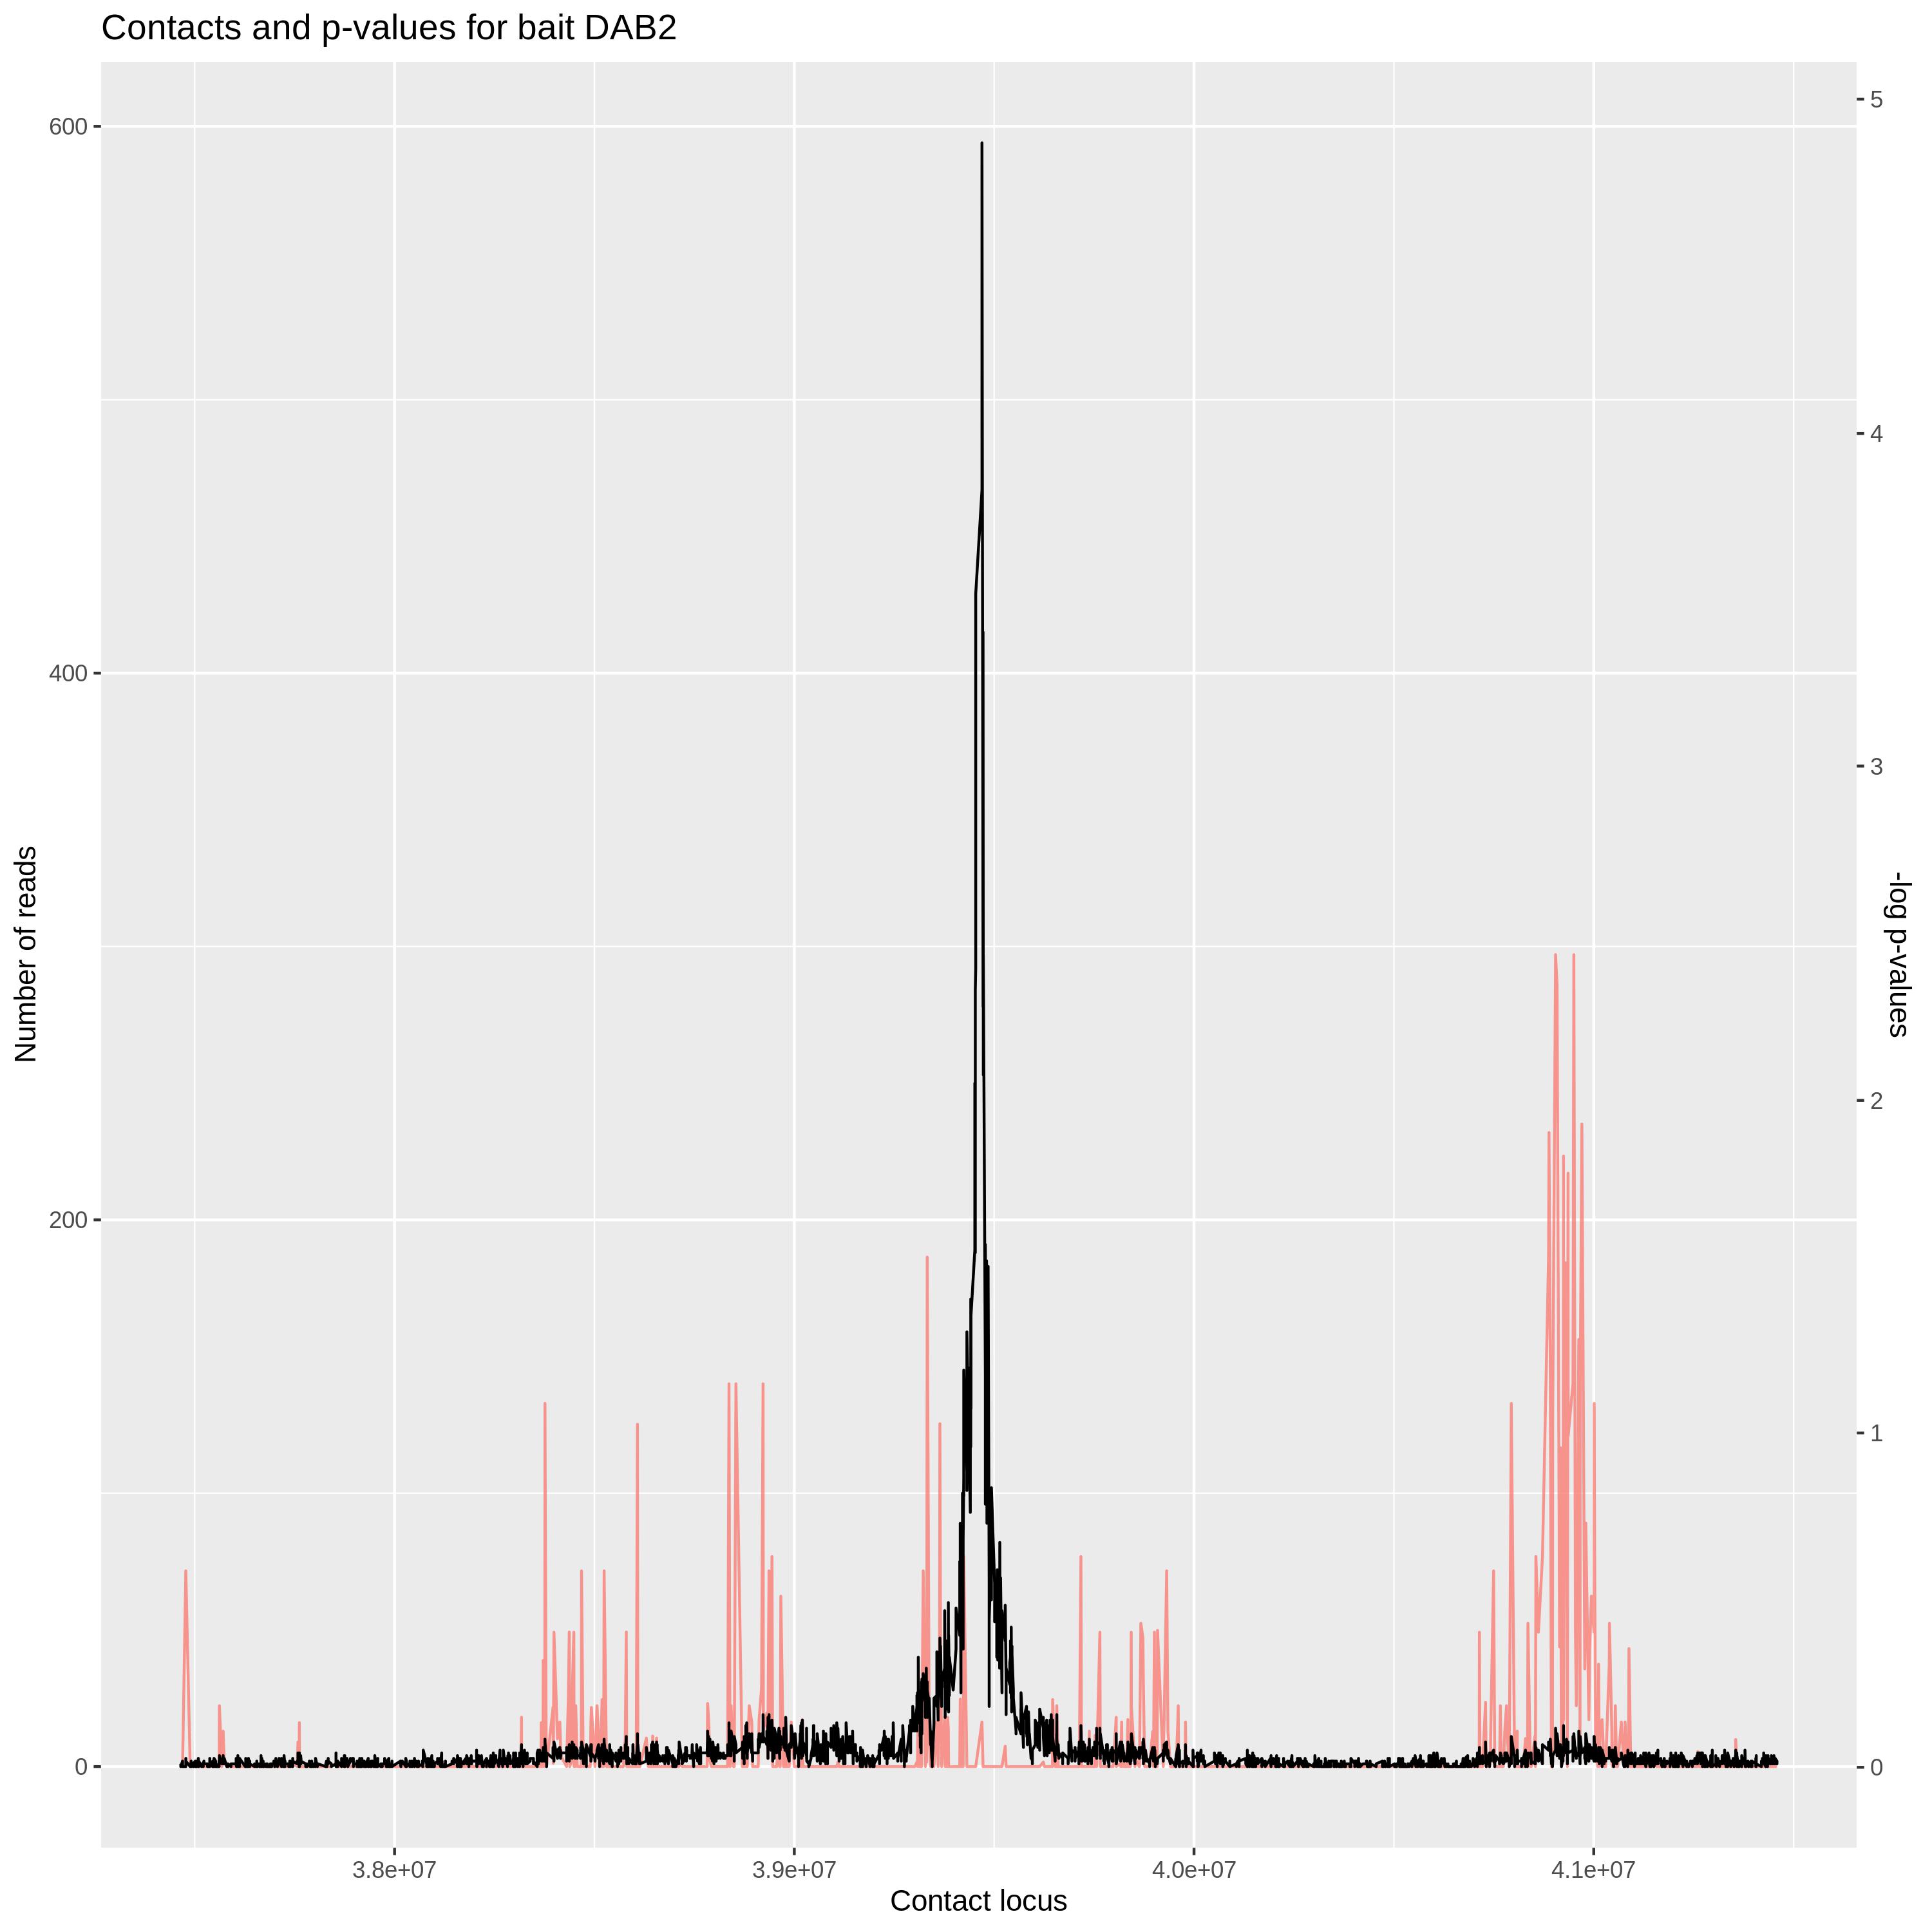 Contacts and p-values for bait DAB2
600
400
200
0
Number of reads
5
4
3
2
1
0
-log p-values
3.8e+07
3.9e+07
4.0e+07
4.1e+07
Contact locus